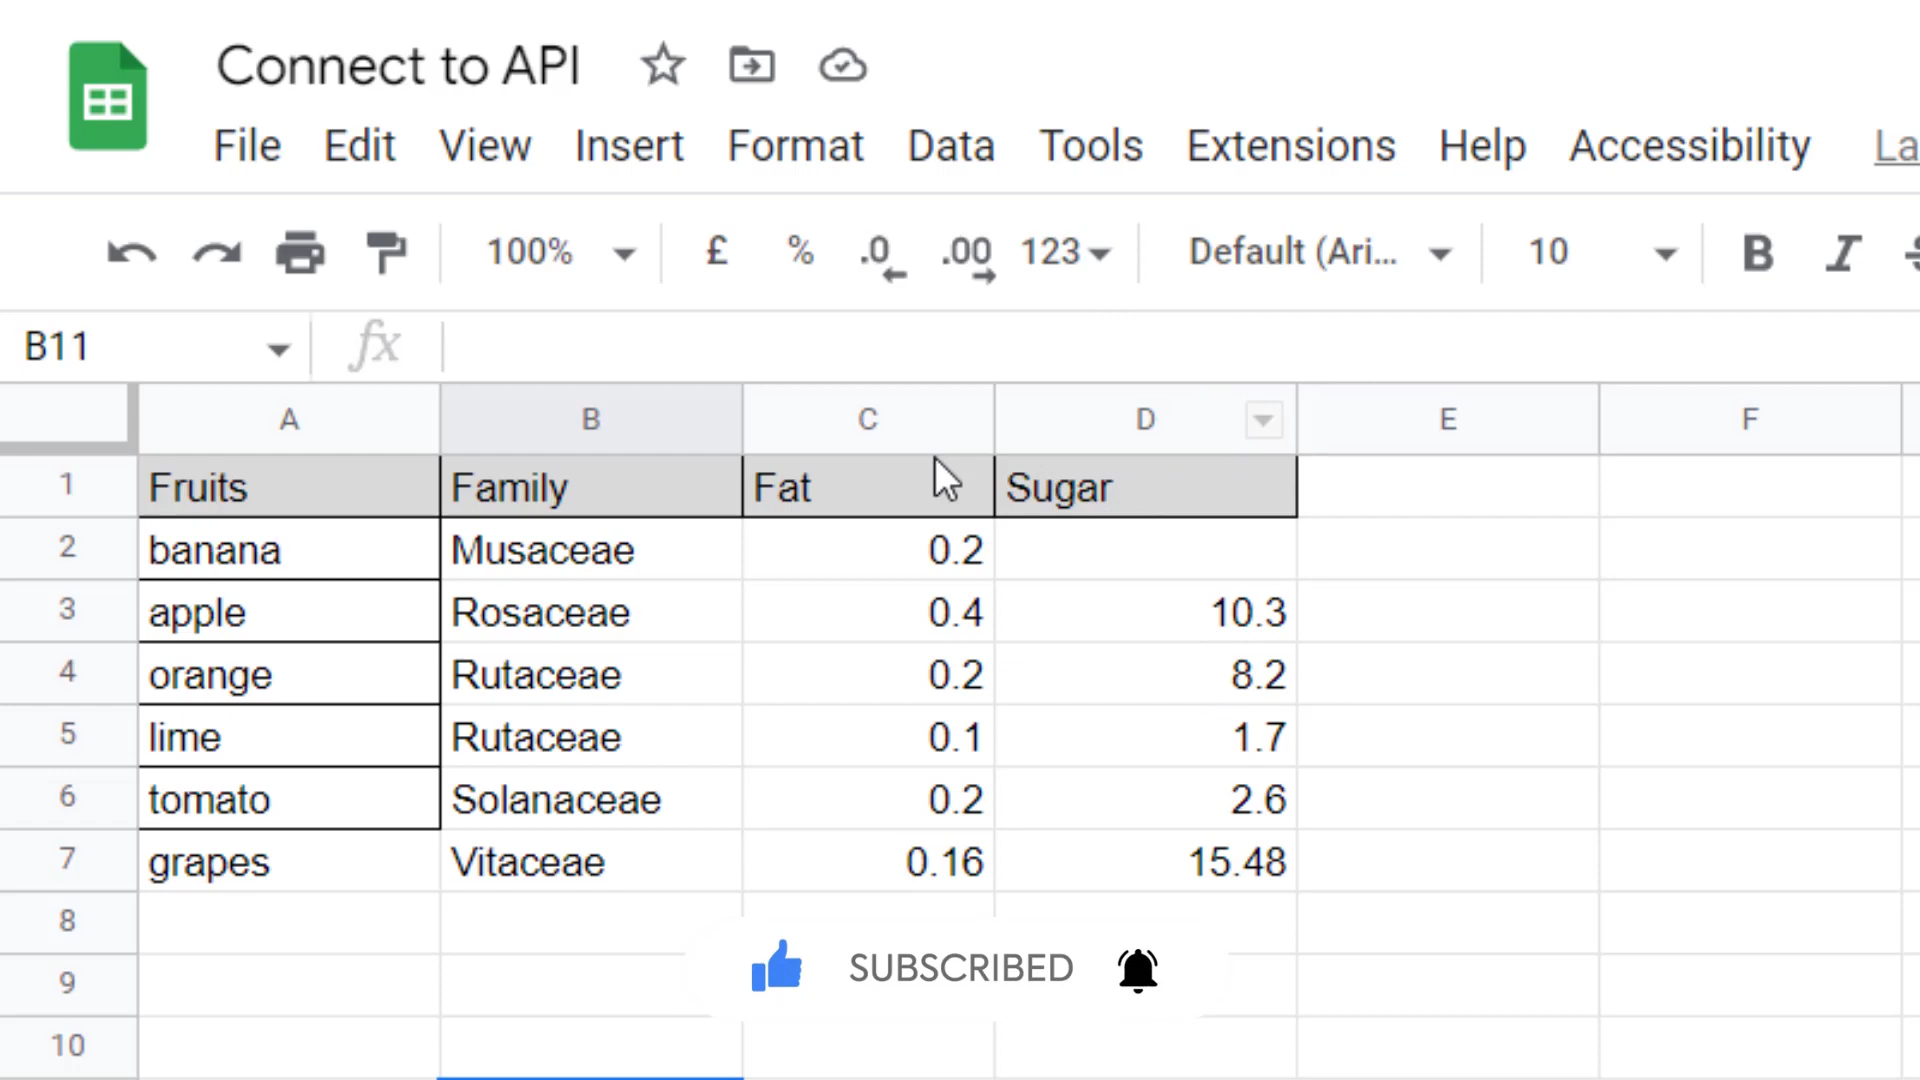 Connect to API
File Edit View Insert Format Data Tools Extensions Help Accessibility La
100% £ % .0 .00 123 Default (Ari... 10 B I
B11 fx
A B C D E F
1 Fruits Family Fat Sugar
2 banana Musaceae 0.2
3 apple Rosaceae 0.4 10.3
4 orange Rutaceae 0.2 8.2
5 lime Rutaceae 0.1 1.7
6 tomato Solanaceae 0.2 2.6
7 grapes Vitaceae 0.16 15.48
8
SUBSCRIBED
9
10